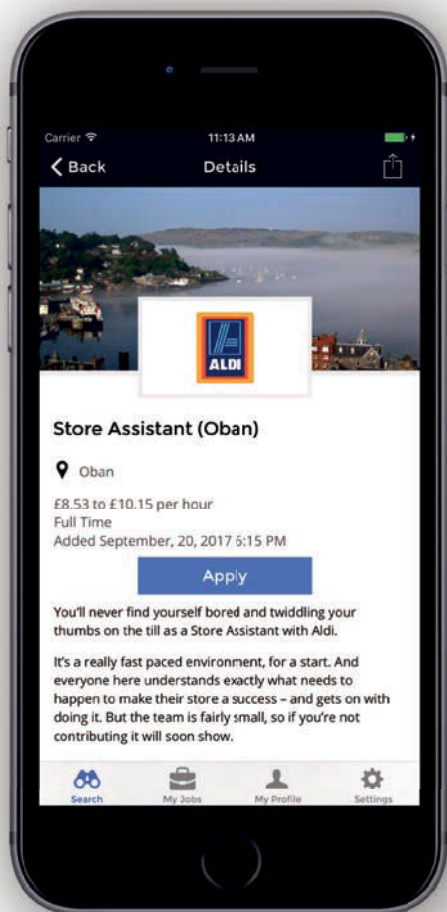 Carrier
11:13 AM
Back
Details
ALDI
Store Assistant (Oban)
Oban
£8.53 to £10.15 per hour
Full Time
Added September, 20, 2017 6:15 PM
Apply
You'll never find yourself bored and twiddling your
thumbs on the till as a Store Assistant with Aldi.
It's a really fast paced environment, for a start. And
everyone here understands exactly what needs to
happen to make their store a success – and gets on with
doing it. But the team is fairly small, so if you're not
contributing it will soon show.
Search
My Jobs
My Profile
Settings